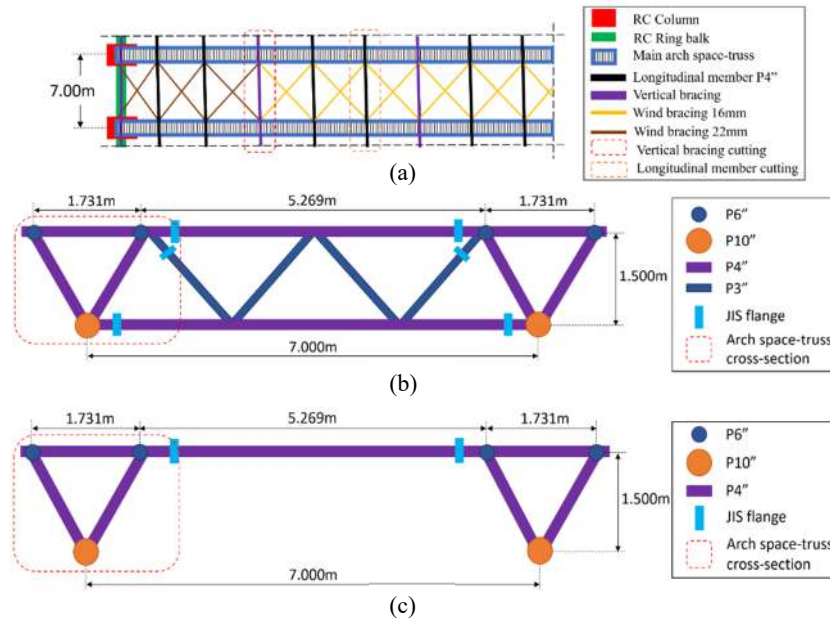 7.00m
RC Column
RC Ring balk
Main arch space-truss
Longitudinal member P4″
Vertical bracing
Wind bracing 16mm
Wind bracing 22mm
Vertical bracing cutting
Longitudinal member cutting
(a)
1.731m
5.269m
1.731m
1.500m
7.000m
P6″
P10″
P4″
P3″
JIS flange
Arch space-truss
cross-section
(b)
1.731m
5.269m
1.731m
1.500m
7.000m
P6″
P10″
P4″
JIS flange
Arch space-truss
cross-section
(c)